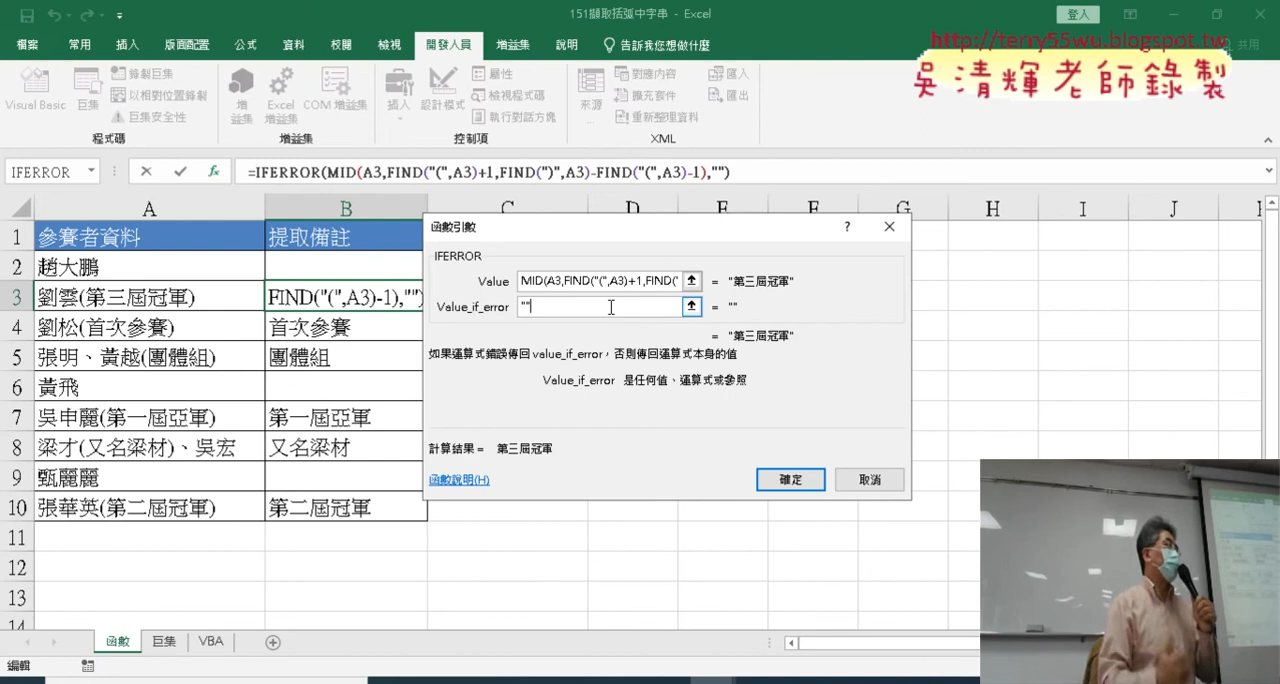 151擷取括弧中字串 - Excel
登入
檔案 常用 插入 版面配置 公式 資料 校閱 檢視 開發人員 增益集 說明 告訴我您想做什麼 共用
http://terry55wu.blogspot.tw
吳清輝老師錄製
Visual Basic 巨集 錄製巨集 以相對位置錄製 巨集安全性 程式碼
增益集 Excel 增益集 COM 增益集 增益集
插入 設計模式 屬性 檢視程式碼 執行對話方塊 控制項
來源 對應內容 擴充套件 重新整理資料 匯入 匯出 XML
IFERROR =IFERROR(MID(A3,FIND("(",A3)+1,FIND(")",A3)-FIND("(",A3)-1),"")
A B C D E F G H I J
1 參賽者資料 提取備註
2 趙大鵬
3 劉雲(第三屆冠軍) FIND("(",A3)-1),"")
4 劉松(首次參賽) 首次參賽
5 張明、黃越(團體組) 團體組
6 黃飛
7 吳申麗(第一屆亞軍) 第一屆亞軍
8 梁才(又名梁材)、吳宏 又名梁材
9 甄麗麗
10 張華英(第二屆冠軍) 第二屆冠軍
11
12
13
14
函數引數 ?
IFERROR
Value MID(A3,FIND("(",A3)+1,FIND(" = "第三屆冠軍"
Value_if_error "" = ""
= "第三屆冠軍"
如果運算式錯誤傳回 value_if_error，否則傳回運算式本身的值
Value_if_error 是任何值、運算式或參照
計算結果 = 第三屆冠軍
函數說明(H) 確定 取消
函數 巨集 VBA
編輯